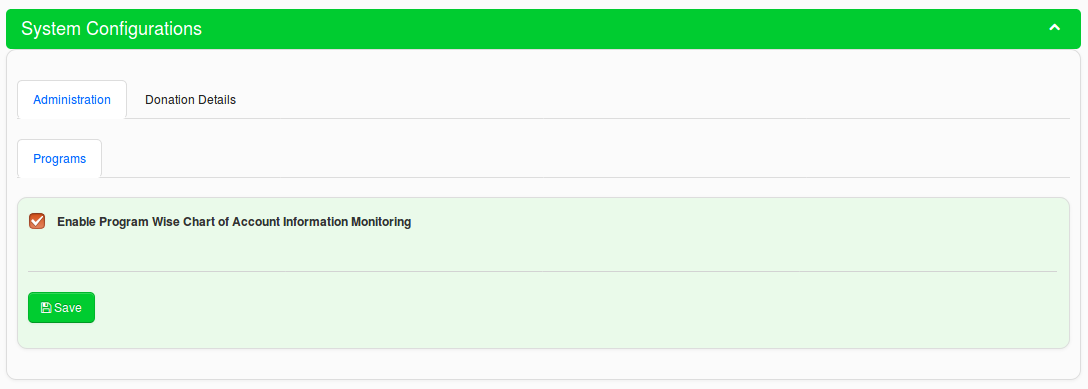 System Configurations
Administration
Donation Details
Programs
Enable Program Wise Chart of Account Information Monitoring
Save